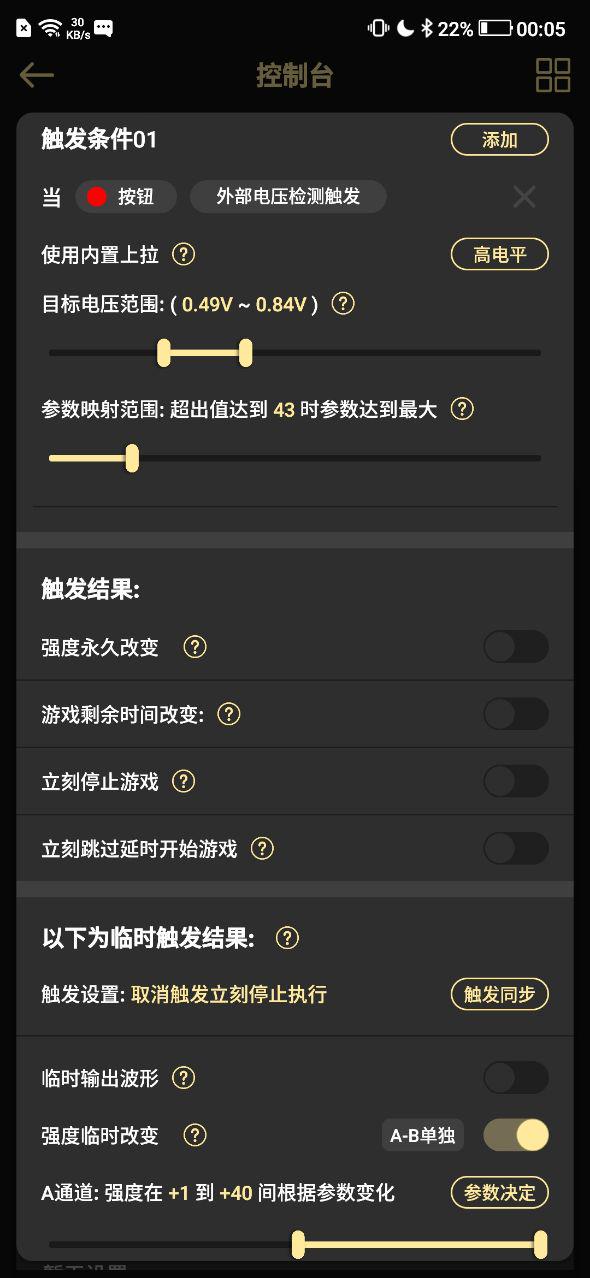 30
KB/s
22%
00:05
控制台
触发条件01
添加
当 按钮 外部电压检测触发
使用内置上拉 ?
高电平
目标电压范围: ( 0.49V ~ 0.84V ) ?
参数映射范围: 超出值达到 43 时参数达到最大 ?
触发结果:
强度永久改变 ?
游戏剩余时间改变: ?
立刻停止游戏 ?
立刻跳过延时开始游戏 ?
以下为临时触发结果: ?
触发设置: 取消触发立刻停止执行
触发同步
临时输出波形 ?
强度临时改变 ?
A-B单独
A通道: 强度在 +1 到 +40 间根据参数变化
参数决定